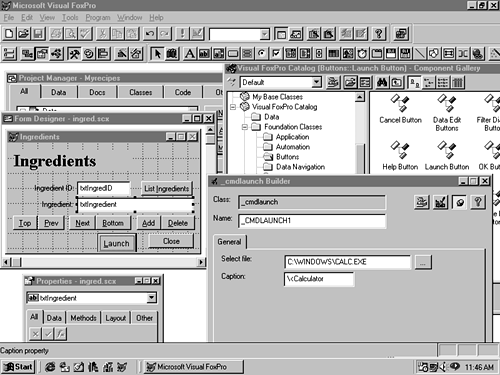 Microsoft Visual FoxPro
File Edit View Tools Program Window Help
Project Manager - Myrecipes
All Data Docs Classes Code Other
Data
Form Designer - ingred.scx
Ingredients
Ingredients
Ingredient ID: txtIngredID List Ingredients
Ingredient: txtIngredient
Top Prev Next Bottom Add Delete
Launch Close
Properties - ingred.scx
txtIngredient
All Data Methods Layout Other
Visual FoxPro Catalog (Buttons::Launch Button) - Component Gallery
Default
My Base Classes
Visual FoxPro Catalog
Data
Foundation Classes
Application
Automation
Buttons
Data Navigation
Cancel Button Data Edit Buttons Filter Dia
Help Button Launch Button OK Bu
_cmdlaunch Builder
Class: _cmdlaunch
Name: _CMDLAUNCH1
General
Select file: C:\WINDOWS\CALC.EXE ...
Caption: \<Calculator
Caption property
Start Microsoft Visual FoxPro 11:46 AM